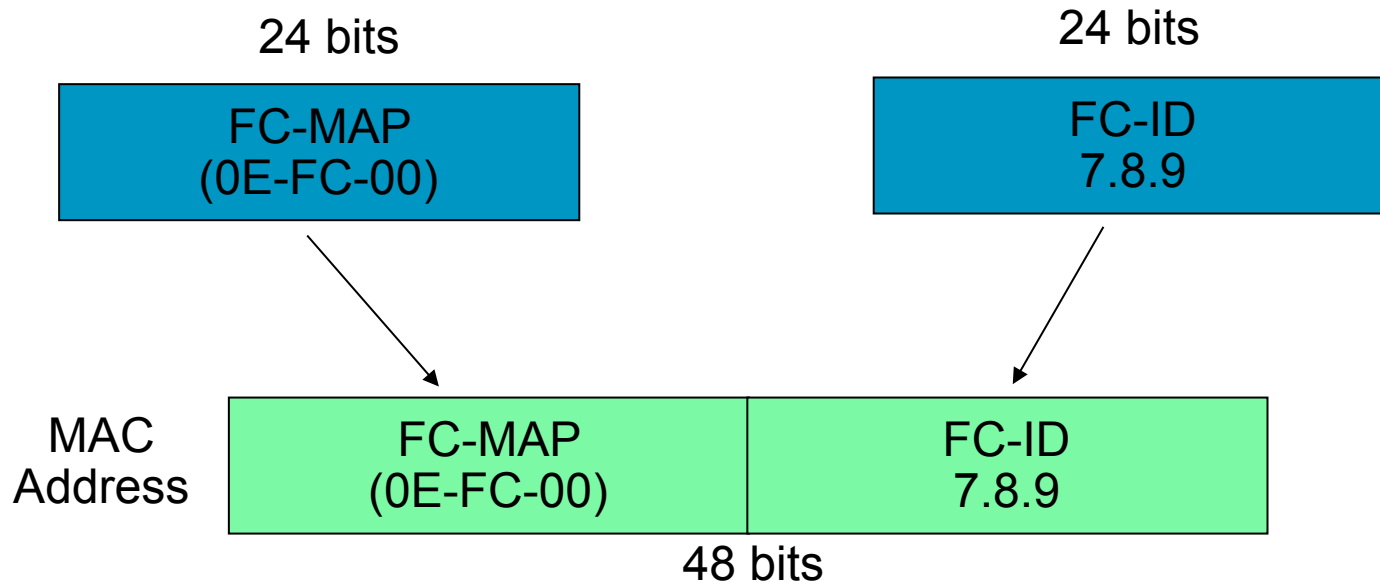 24 bits
24 bits
FC-MAP
(0E-FC-00)
FC-ID
7.8.9
MAC
Address
FC-MAP
(0E-FC-00)
FC-ID
7.8.9
48 bits